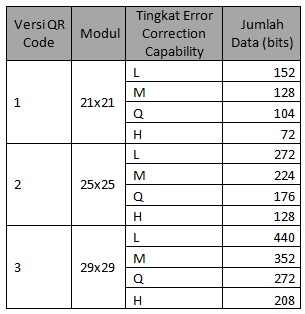 Versi QR Code Modul Tingkat Error Correction Capability Jumlah Data (bits)
1 21x21 L 152
M 128
Q 104
H 72
2 25x25 L 272
M 224
Q 176
H 128
3 29x29 L 440
M 352
Q 272
H 208